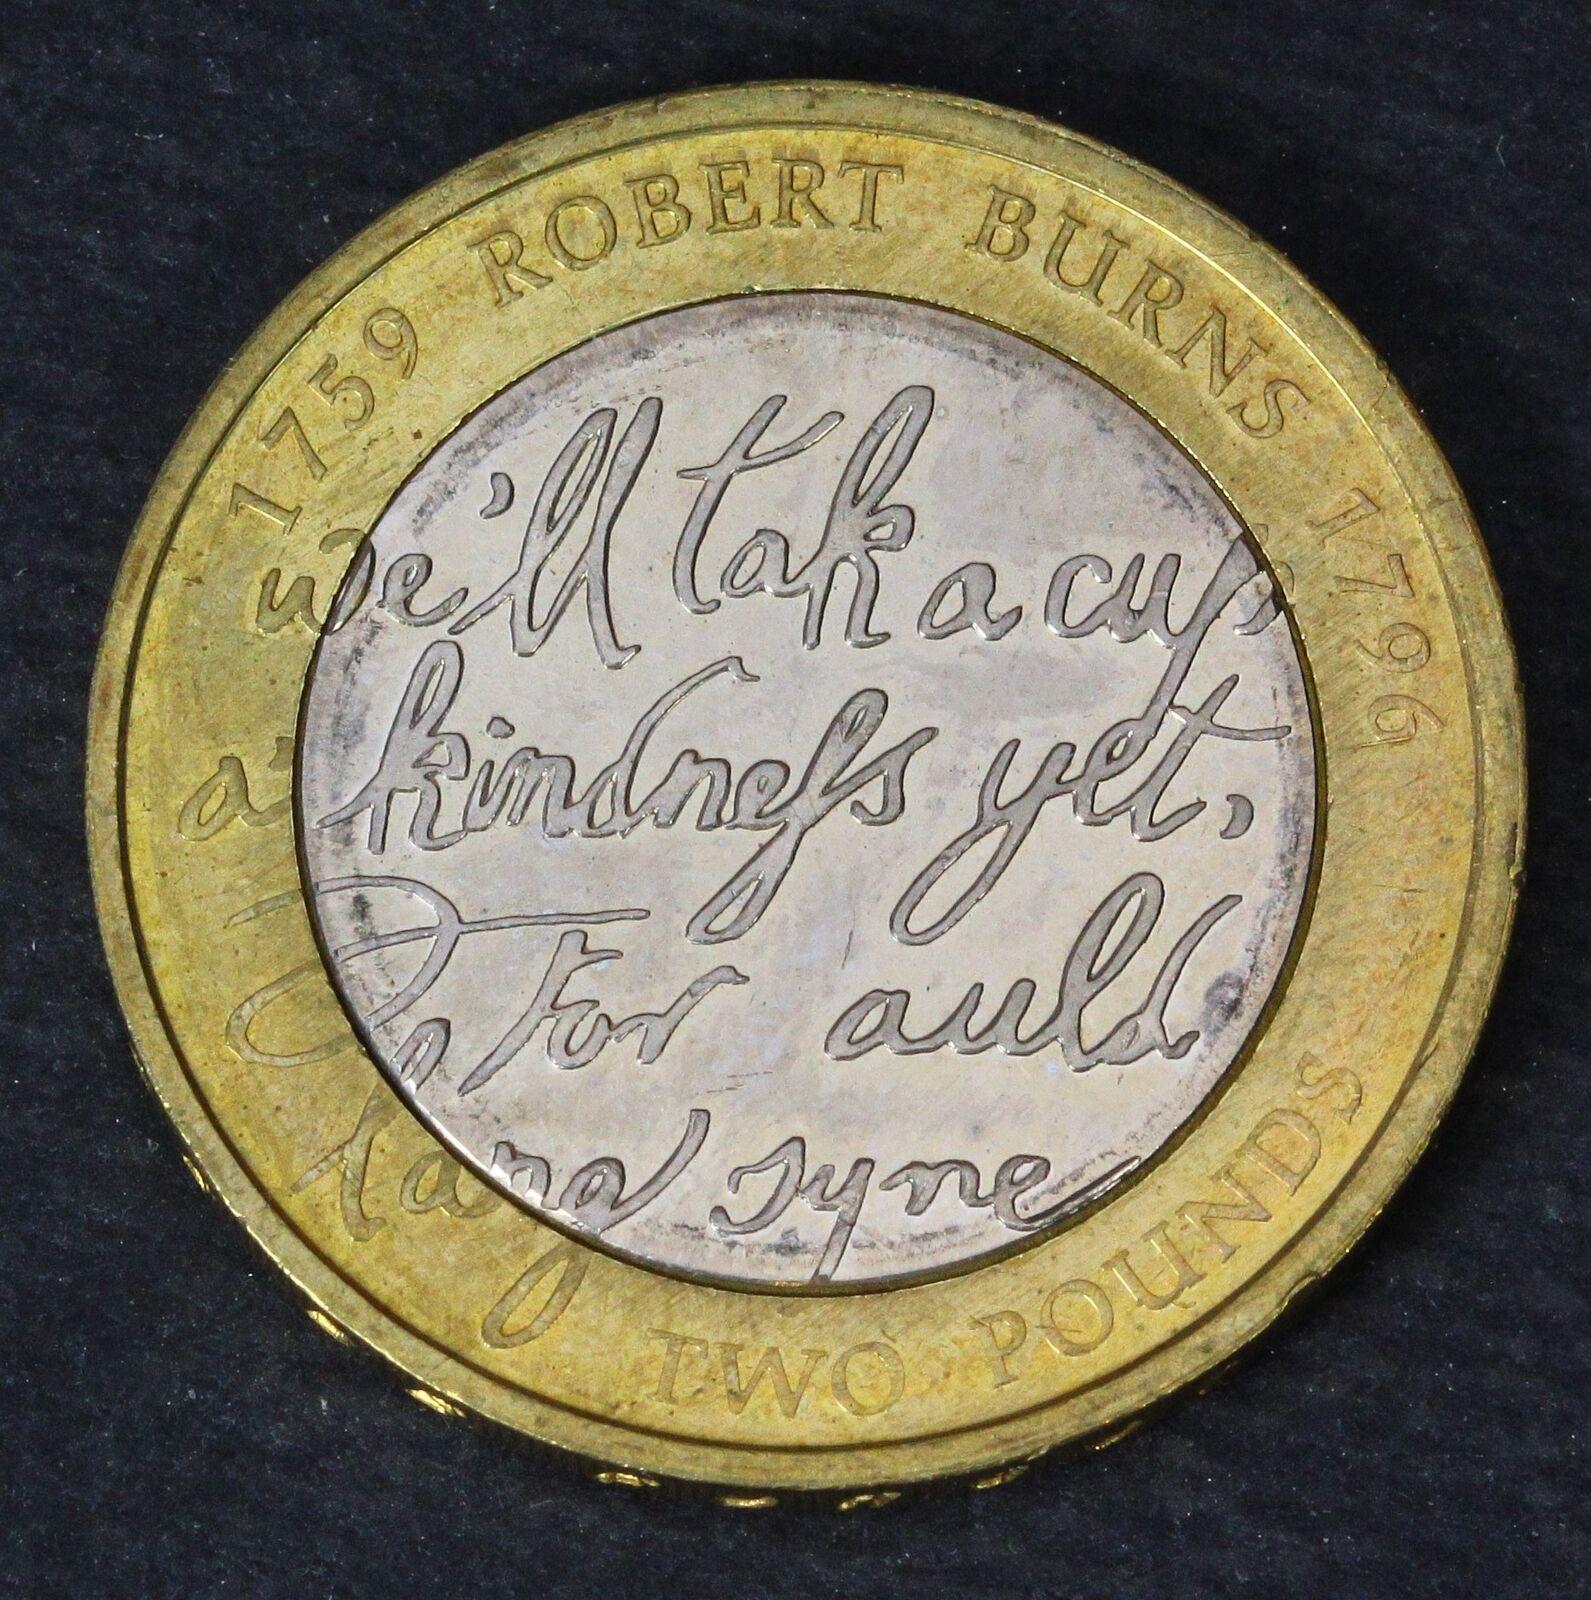 1759 ROBERT BURNS 1796
we'll tak a cup
a' kindneſs yet,
For auld
lang syne
TWO POUNDS